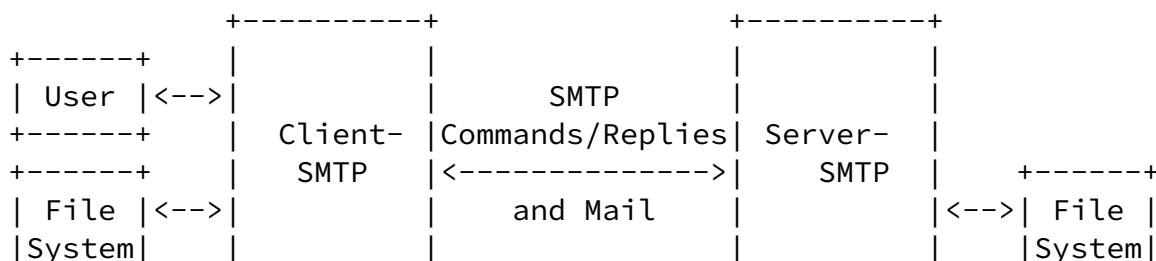 +----------+                +----------+
+------+    |          |                |          |
| User |<-->|          |      SMTP      |          |
+------+    |  Client- |Commands/Replies| Server-  |
+------+    |   SMTP   |<-------------->|    SMTP  |    +------+
| File |<-->|          |    and Mail    |          |<-->| File |
|System|    |          |                |          |    |System|